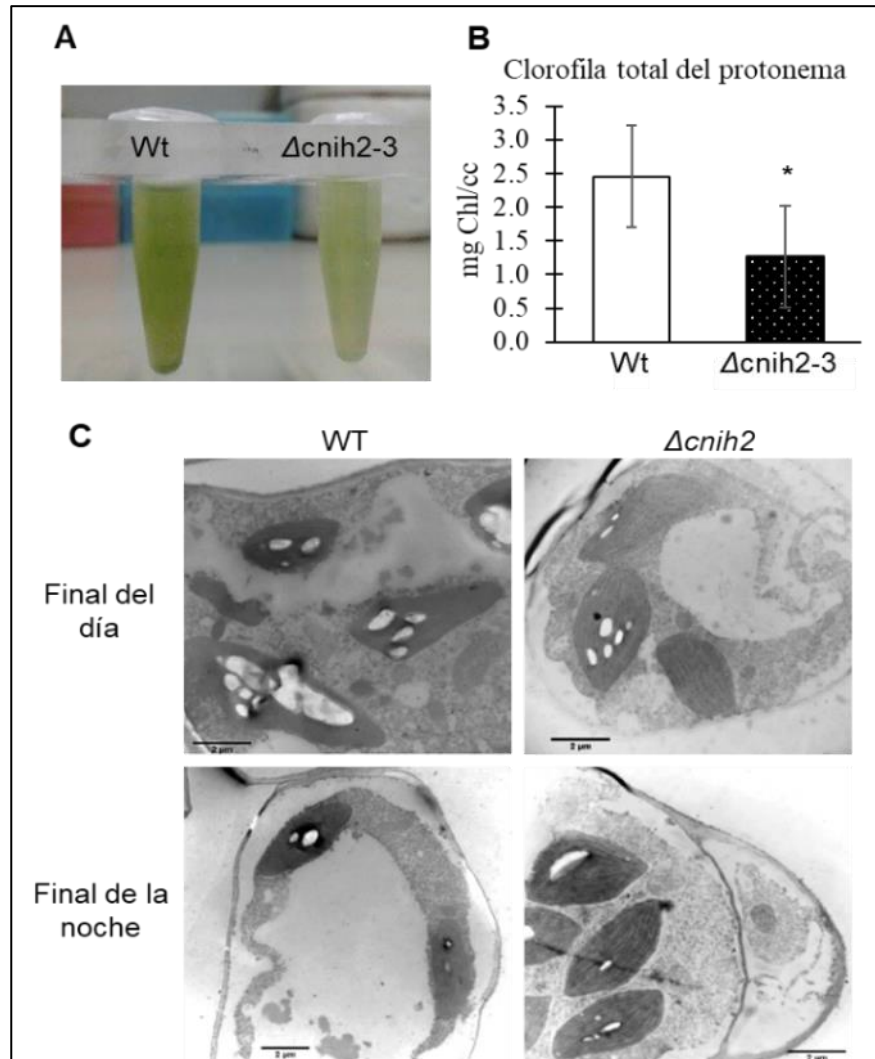 A
Wt
Δcnih2-3
B
Clorofila total del protonema
mg Chl/cc
3.5
3.0
2.5
2.0
1.5
1.0
0.5
0.0
*
Wt
Δcnih2-3
C
WT
Δcnih2
Final del
día
2 µm
2 µm
Final de la
noche
2 µm
2 µm